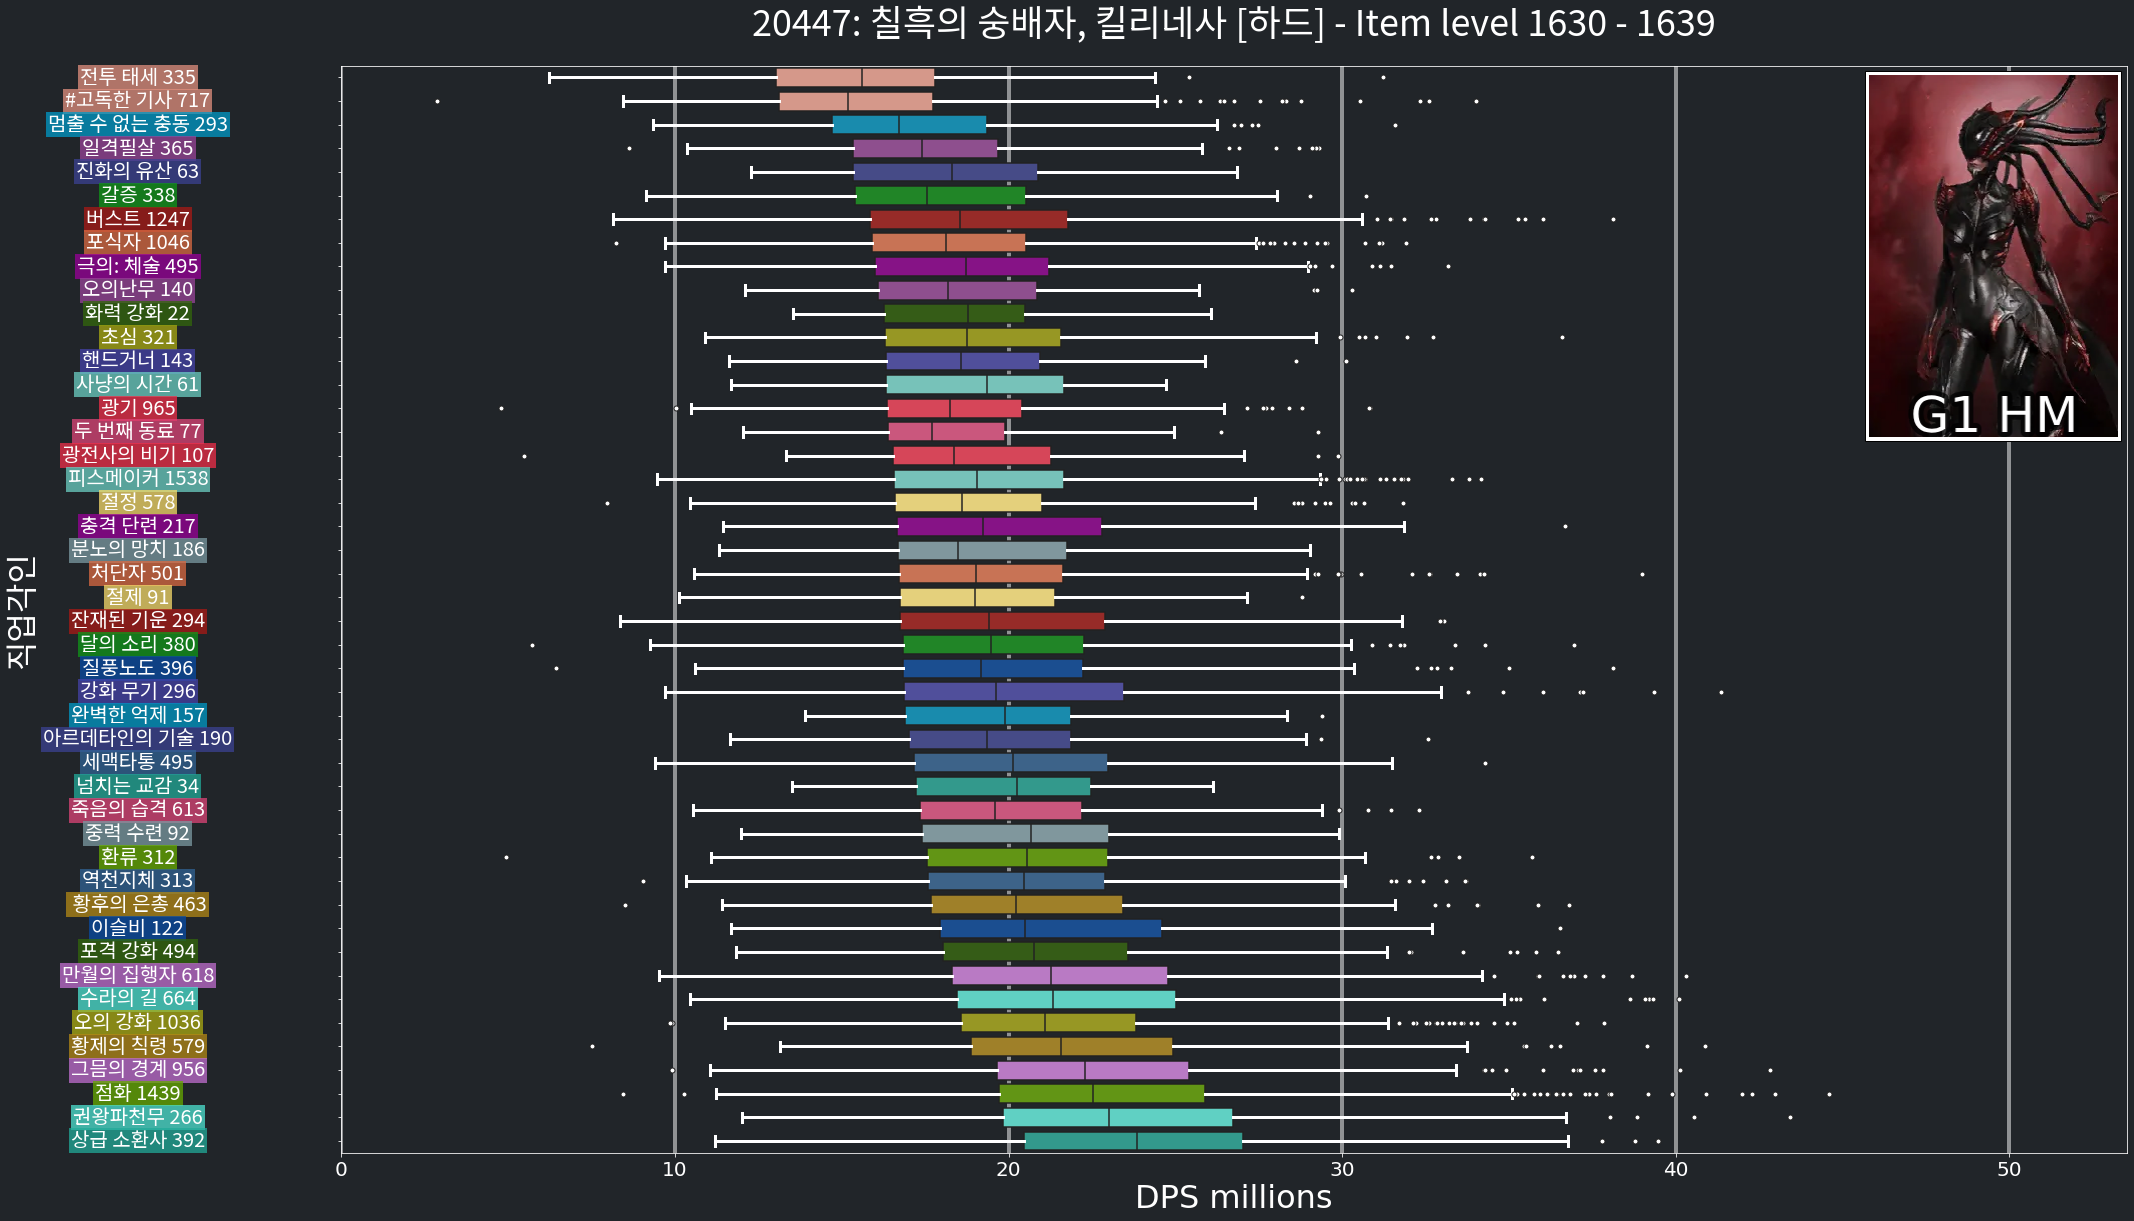 20447: 칠흑의 숭배자, 킬리네사 [하드] - Item level 1630 - 1639
전투 태세 335
#고독한 기사 717
멈출 수 없는 충동 293
일격필살 365
진화의 유산 63
갈증 338
버스트 1247
포식자 1046
극의: 체술 495
오의난무 140
화력 강화 22
초심 321
핸드거너 143
사냥의 시간 61
광기 965
두 번째 동료 77
광전사의 비기 107
피스메이커 1538
절정 578
충격 단련 217
분노의 망치 186
처단자 501
절제 91
잔재된 기운 294
달의 소리 380
질풍노도 396
강화 무기 296
완벽한 억제 157
아르데타인의 기술 190
세맥타통 495
넘치는 교감 34
죽음의 습격 613
중력 수련 92
환류 312
역천지체 313
황후의 은총 463
이슬비 122
포격 강화 494
만월의 집행자 618
수라의 길 664
오의 강화 1036
황제의 칙령 579
그믐의 경계 956
점화 1439
권왕파천무 266
상급 소환사 392
직업각인
G1 HM
0 10 20 30 40 50
DPS millions